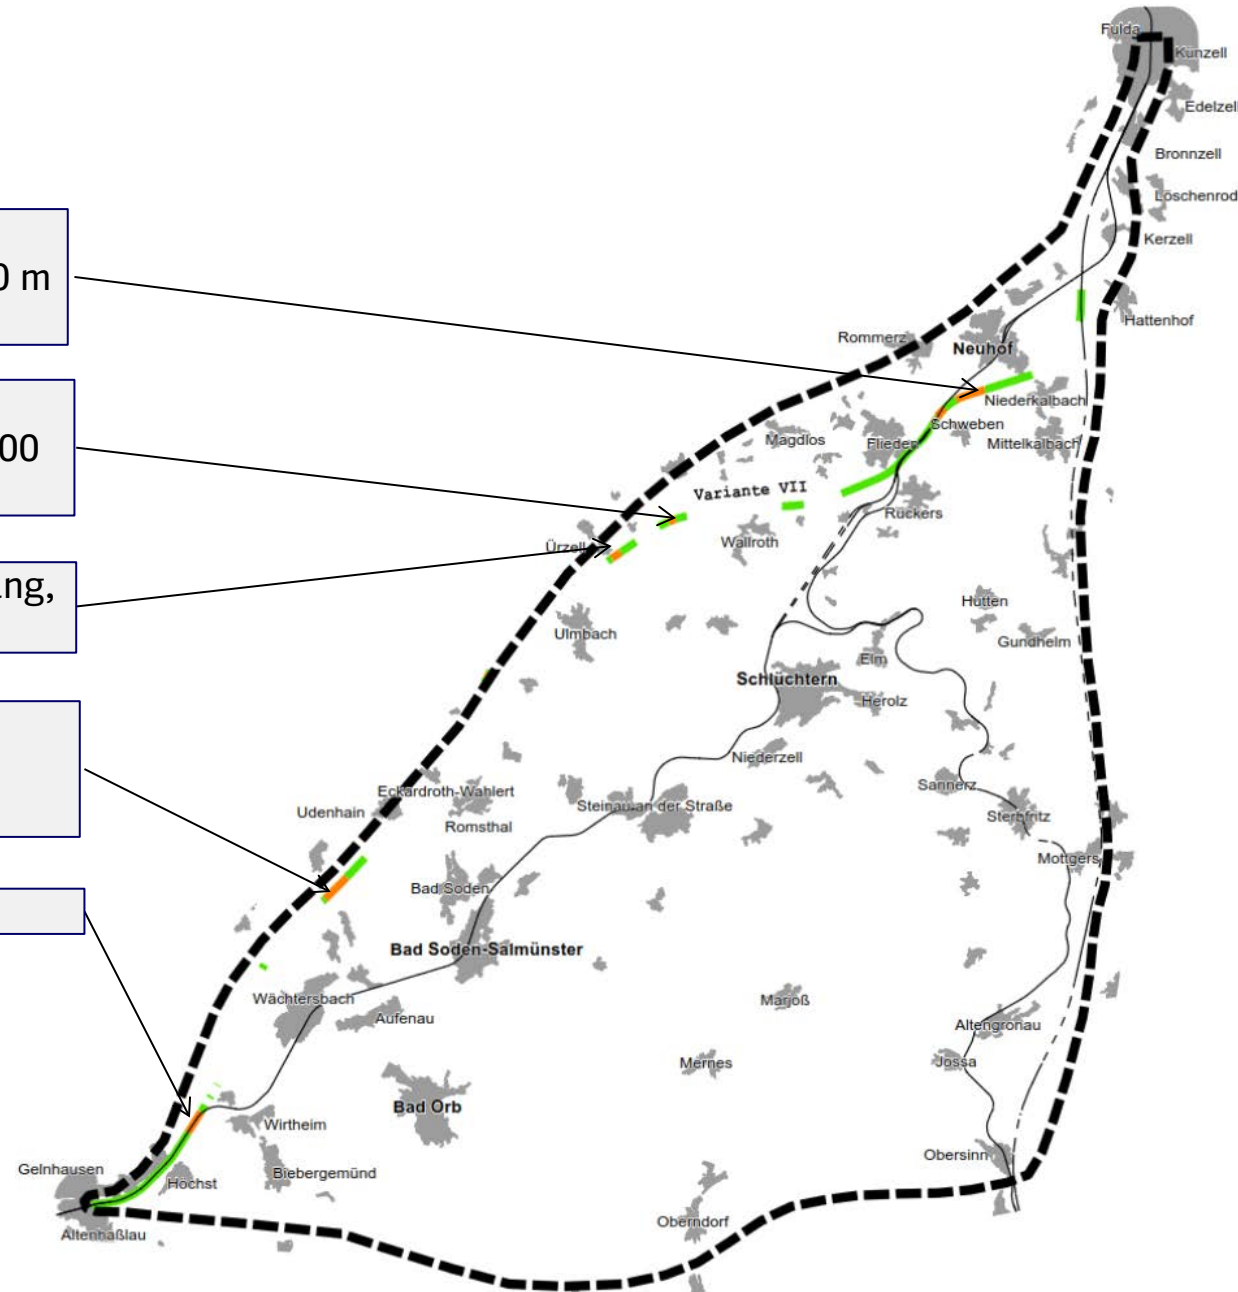 Fulda
Künzell
Edelzell
Bronnzell
Löschenrod
Kerzell
0 m
Hattenhof
Rommerz
Neuhof
Niederkalbach
Schweben
00
Magdlos
Flieden
Mittelkalbach
Variante VII
Rückers
Ürzell
Wallroth
ang,
Hutten
Ulmbach
Gundheim
Elm
Schlüchtern
Herolz
Niederzell
Sannerz
Eckardroth-Wahlert
Steinau an der Straße
Udenhain
Romsthal
Sterbfritz
Mottgers
Bad Soden
Bad Soden-Salmünster
Wächtersbach
Marjoß
Aufenau
Altengronau
Mernes
Jossa
Bad Orb
Wirtheim
Obersinn
Gelnhausen
Höchst
Biebergemünd
Oberndorf
Altenhaßlau